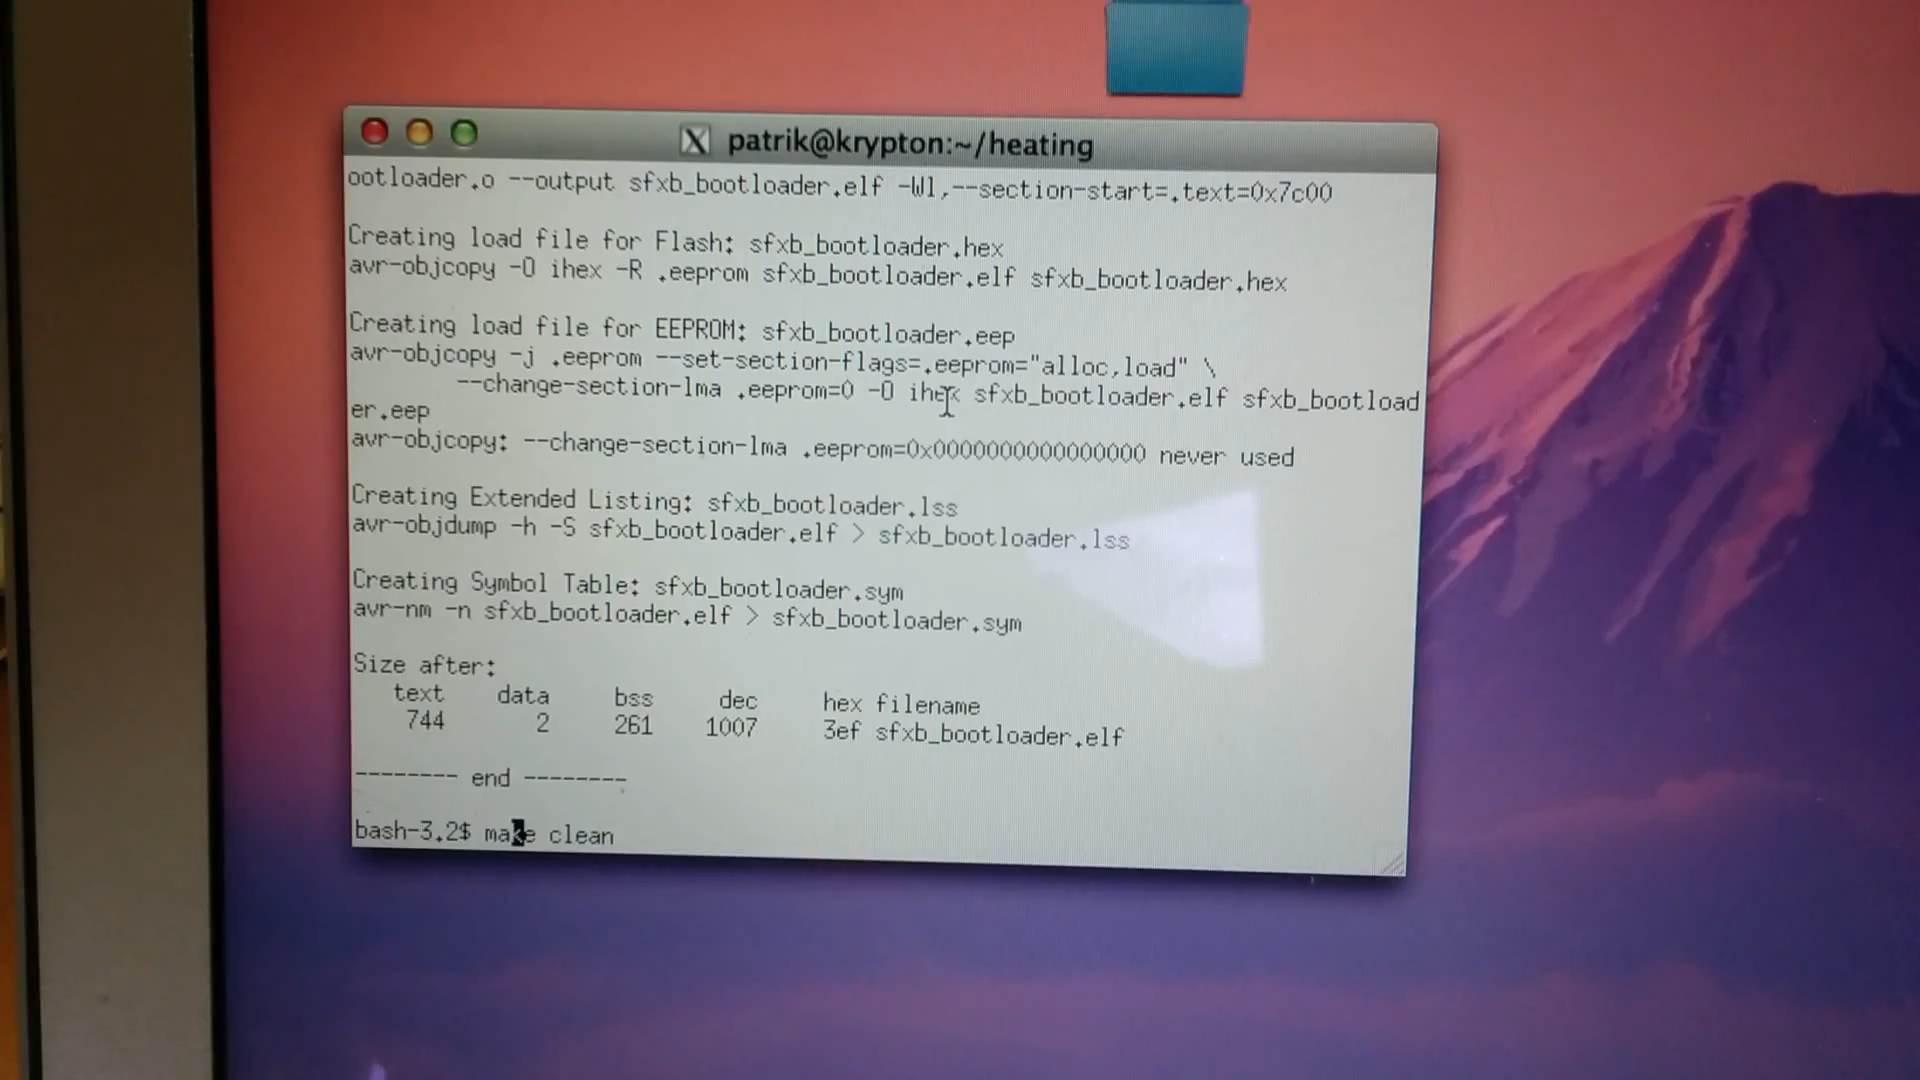 X patrik@krypton:~/heating
ootloader.o --output sfxb_bootloader.elf -Wl,--section-start=.text=0x7c00
Creating load file for Flash: sfxb_bootloader.hex
avr-objcopy -O ihex -R .eeprom sfxb_bootloader.elf sfxb_bootloader.hex
Creating load file for EEPROM: sfxb_bootloader.eep
avr-objcopy -j .eeprom --set-section-flags=.eeprom="alloc,load" \
--change-section-lma .eeprom=0 -O ihex sfxb_bootloader.elf sfxb_bootload
er.eep
avr-objcopy: --change-section-lma .eeprom=0x0000000000000000 never used
Creating Extended Listing: sfxb_bootloader.lss
avr-objdump -h -S sfxb_bootloader.elf > sfxb_bootloader.lss
Creating Symbol Table: sfxb_bootloader.sym
avr-nm -n sfxb_bootloader.elf > sfxb_bootloader.sym
Size after:
text data bss dec hex filename
744 2 261 1007 3ef sfxb_bootloader.elf
-------- end --------
bash-3.2$ make clean